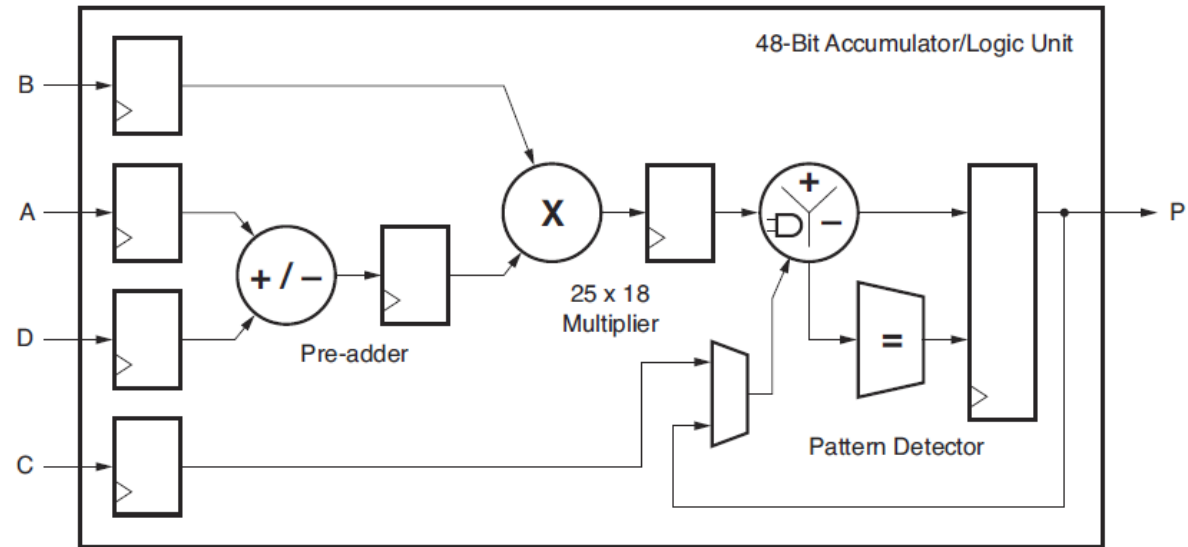 48-Bit Accumulator/Logic Unit
B
A
+
X
−
P
+ / −
25 x 18
Multiplier
D
Pre-adder
=
Pattern Detector
C